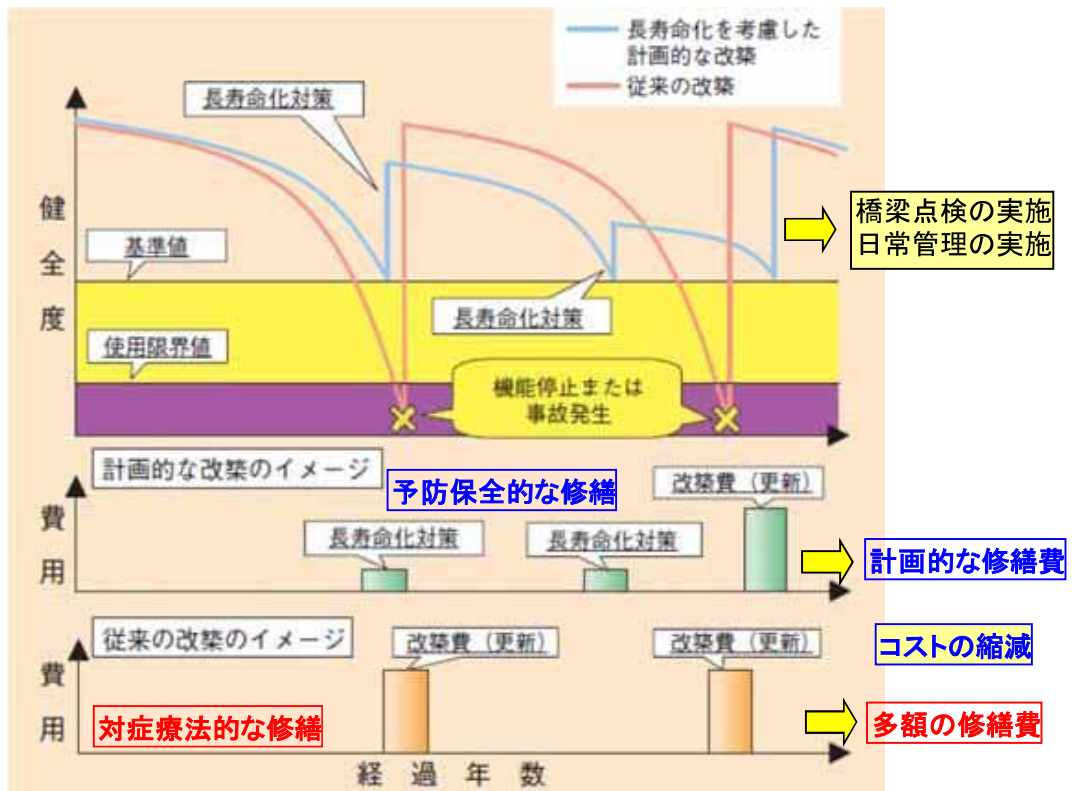 長寿命化を考慮した
計画的な改築
従来の改築
長寿命化対策
健全度
基準値
橋梁点検の実施
日常管理の実施
長寿命化対策
使用限界値
機能停止または
事故発生
計画的な改築のイメージ
予防保全的な修繕
改築費（更新）
費用
長寿命化対策
長寿命化対策
計画的な修繕費
従来の改築のイメージ
改築費（更新）
改築費（更新）
コストの縮減
費用
対症療法的な修繕
多額の修繕費
経過年数